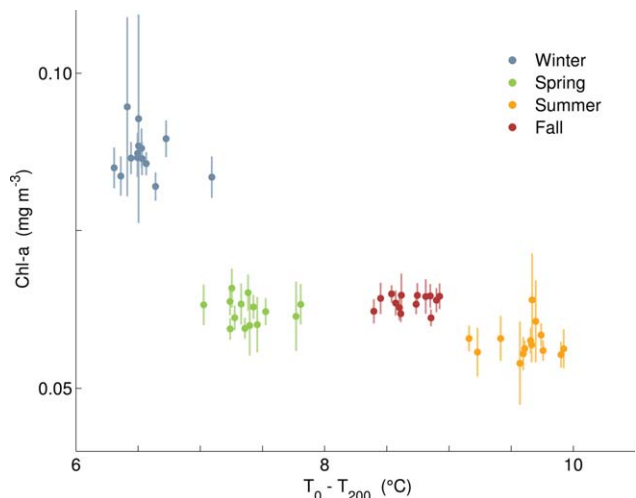 0.10
0.05
Chl-a (mg m⁻³)
Winter
Spring
Summer
Fall
6
8
10
T₀ - T₂₀₀ (°C)